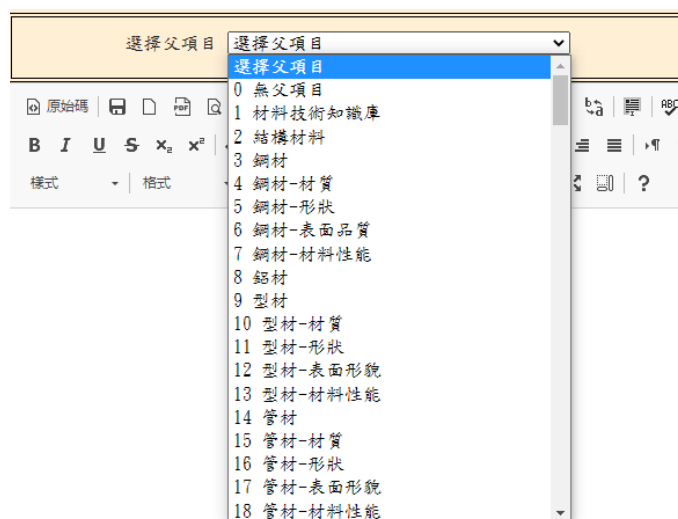 選擇父項目 選擇父項目
選擇父項目
0 無父項目
1 材料技術知識庫
2 結構材料
3 鋼材
4 鋼材-材質
5 鋼材-形狀
6 鋼材-表面品質
7 鋼材-材料性能
8 鋁材
9 型材
10 型材-材質
11 型材-形狀
12 型材-表面形貌
13 型材-材料性能
14 管材
15 管材-材質
16 管材-形狀
17 管材-表面形貌
18 管材-材料性能
原始碼
B I U S x₂ x²
樣式 格式 ?